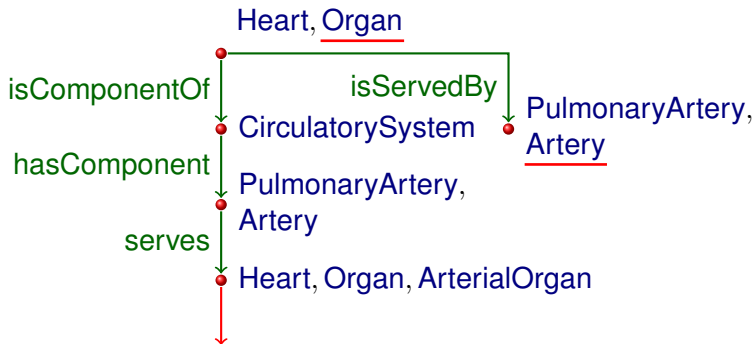 Heart, Organ
isComponentOf
isServedBy
CirculatorySystem
PulmonaryArtery,
Artery
hasComponent
PulmonaryArtery,
Artery
serves
Heart, Organ, ArterialOrgan